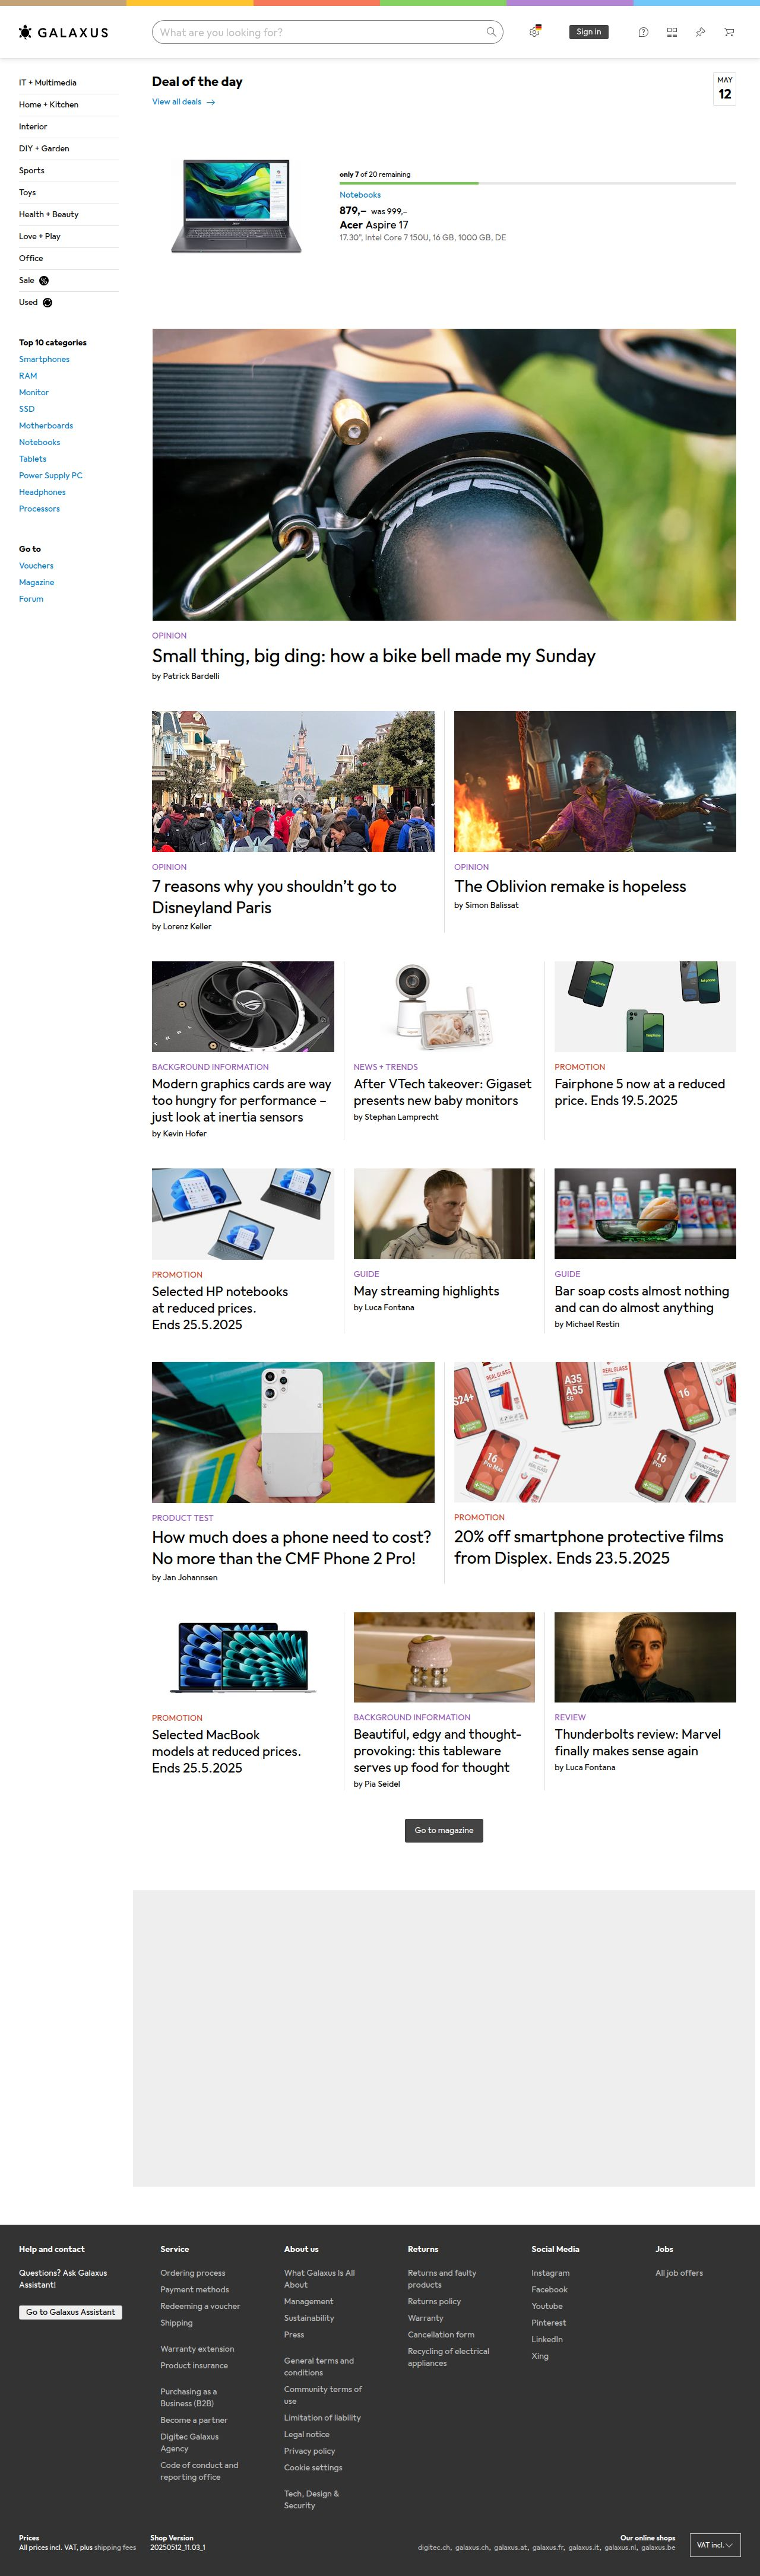 GALAXUS
What are you looking for?
Sign in
IT + Multimedia
Home + Kitchen
Interior
DIY + Garden
Sports
Toys
Health + Beauty
Love + Play
Office
Sale
Used
Top 10 categories
Smartphones
RAM
Monitor
SSD
Motherboards
Notebooks
Tablets
Power Supply PC
Headphones
Processors
Go to
Vouchers
Magazine
Forum
Deal of the day
View all deals
MAY
12
only 7 of 20 remaining
Notebooks
879,– was 999,–
Acer Aspire 17
17.30", Intel Core 7 150U, 16 GB, 1000 GB, DE
OPINION
Small thing, big ding: how a bike bell made my Sunday
by Patrick Bardelli
OPINION
7 reasons why you shouldn't go to
Disneyland Paris
by Lorenz Keller
OPINION
The Oblivion remake is hopeless
by Simon Balissat
BACKGROUND INFORMATION
Modern graphics cards are way
too hungry for performance –
just look at inertia sensors
by Kevin Hofer
NEWS + TRENDS
After VTech takeover: Gigaset
presents new baby monitors
by Stephan Lamprecht
PROMOTION
Fairphone 5 now at a reduced
price. Ends 19.5.2025
PROMOTION
Selected HP notebooks
at reduced prices.
Ends 25.5.2025
GUIDE
May streaming highlights
by Luca Fontana
GUIDE
Bar soap costs almost nothing
and can do almost anything
by Michael Restin
PRODUCT TEST
How much does a phone need to cost?
No more than the CMF Phone 2 Pro!
by Jan Johannsen
S24+
REAL GLASS
A35
A55
5G
REAL GLASS
16
16
Pro Max
16
Pro
PRIVACY GLASS
PROMOTION
20% off smartphone protective films
from Displex. Ends 23.5.2025
PROMOTION
Selected MacBook
models at reduced prices.
Ends 25.5.2025
BACKGROUND INFORMATION
Beautiful, edgy and thought-
provoking: this tableware
serves up food for thought
by Pia Seidel
REVIEW
Thunderbolts review: Marvel
finally makes sense again
by Luca Fontana
Go to magazine
Help and contact
Questions? Ask Galaxus
Assistant!
Go to Galaxus Assistant
Service
Ordering process
Payment methods
Redeeming a voucher
Shipping
Warranty extension
Product insurance
Purchasing as a
Business (B2B)
Become a partner
Digitec Galaxus
Agency
Code of conduct and
reporting office
About us
What Galaxus Is All
About
Management
Sustainability
Press
General terms and
conditions
Community terms of
use
Limitation of liability
Legal notice
Privacy policy
Cookie settings
Tech, Design &
Security
Returns
Returns and faulty
products
Returns policy
Warranty
Cancellation form
Recycling of electrical
appliances
Social Media
Instagram
Facebook
Youtube
Pinterest
LinkedIn
Xing
Jobs
All job offers
Prices
All prices incl. VAT, plus shipping fees
Shop Version
20250512_11:03_1
Our online shops
digitec.ch, galaxus.ch, galaxus.at, galaxus.fr, galaxus.it, galaxus.nl, galaxus.be
VAT incl.